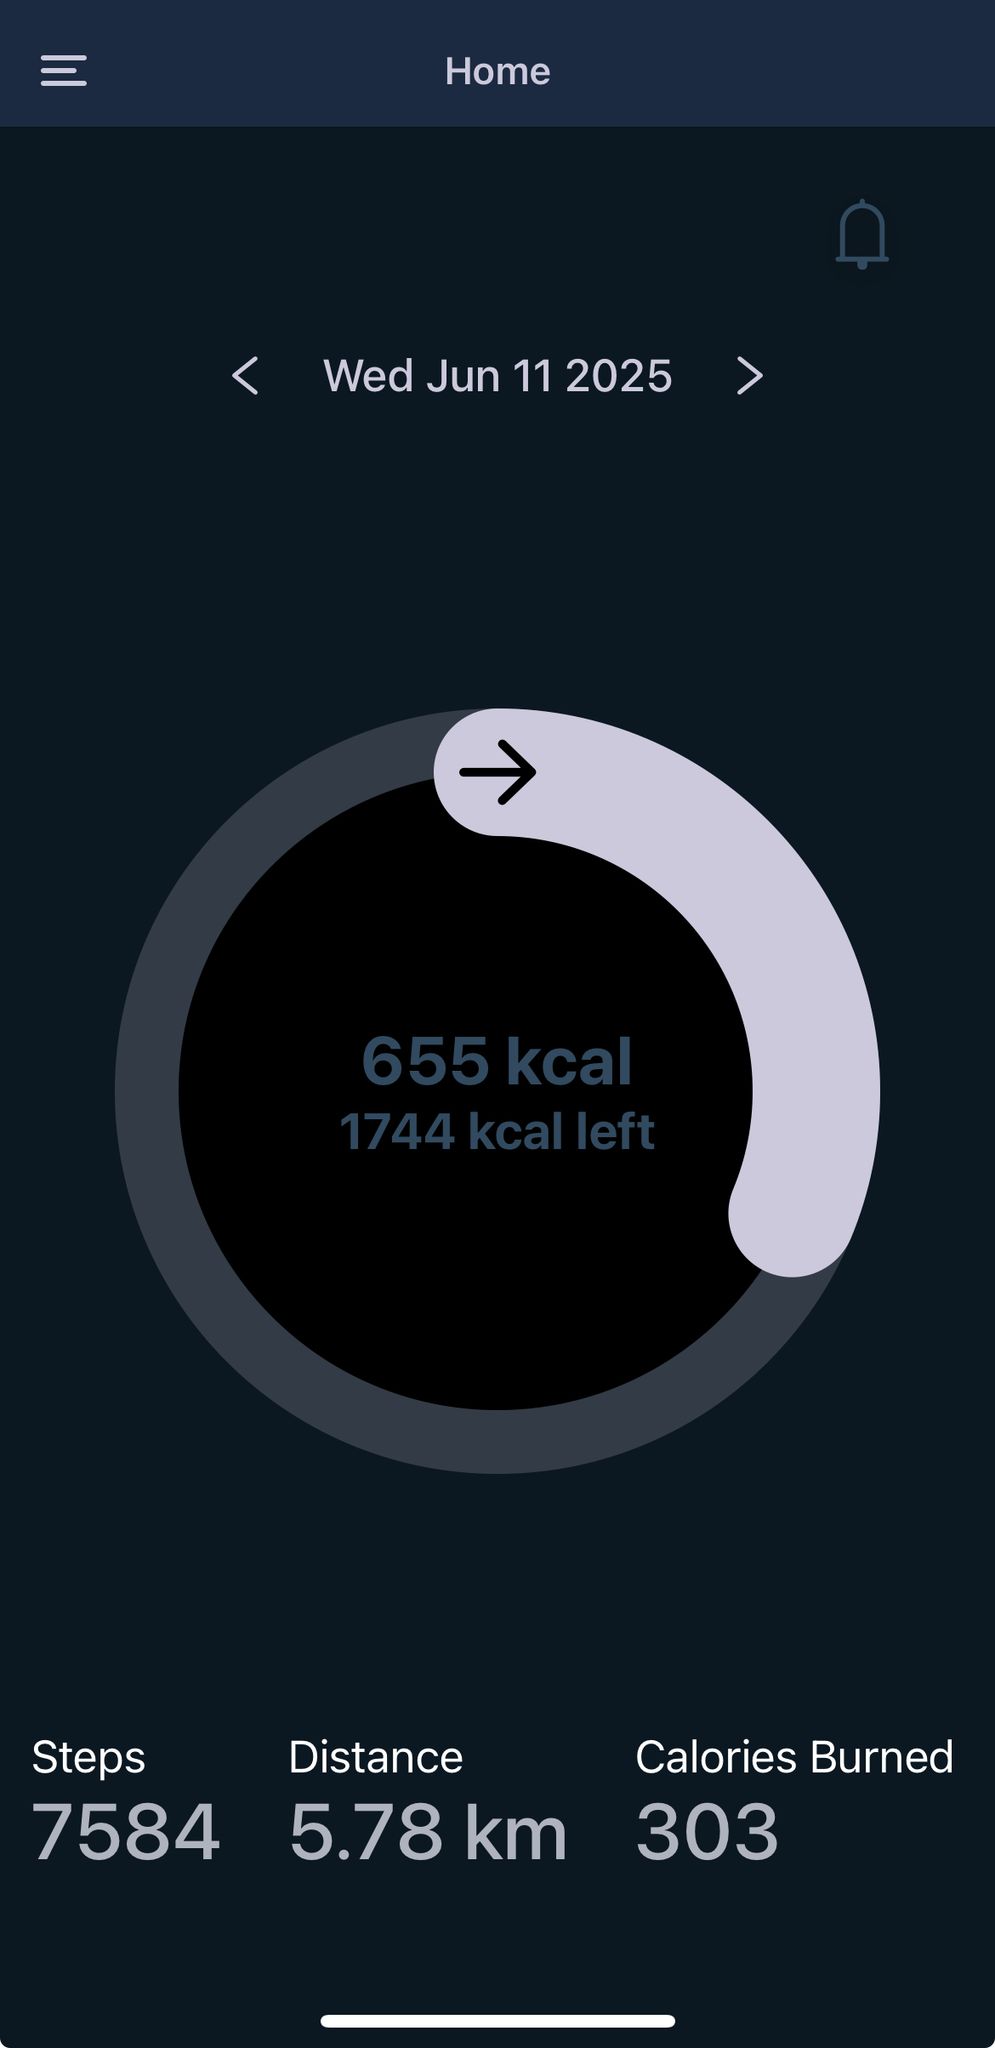 Home
Wed Jun 11 2025
655 kcal
1744 kcal left
Steps
7584
Distance
5.78 km
Calories Burned
303